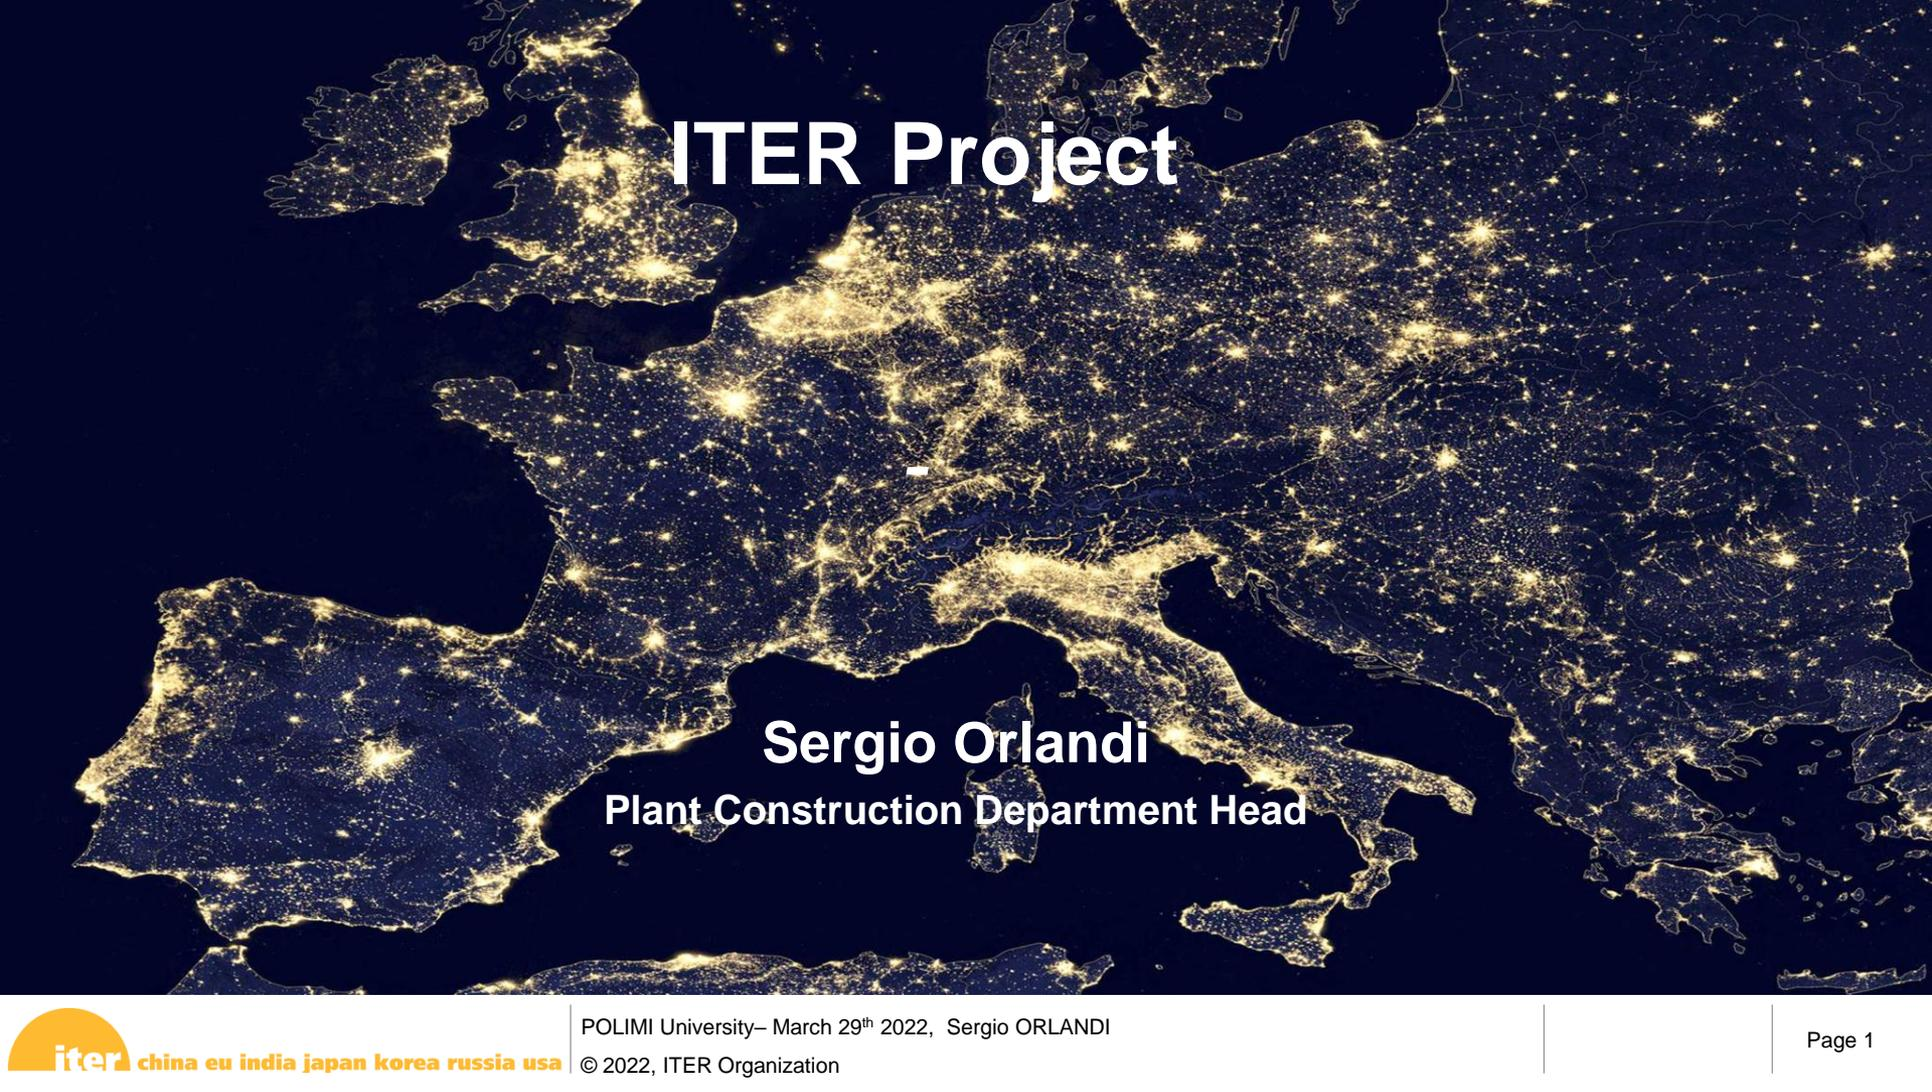 ITER Project
-
Sergio Orlandi
Plant Construction Department Head
iter china eu india japan korea russia usa
POLIMI University– March 29th 2022, Sergio ORLANDI
© 2022, ITER Organization
Page 1